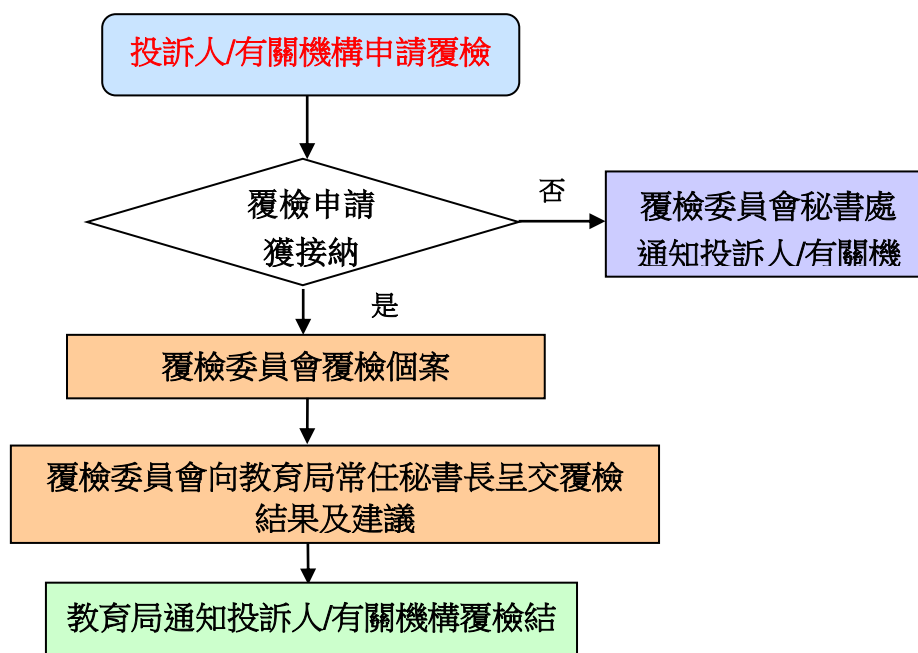 投訴人/有關機構申請覆檢
覆檢申請
獲接納
否
覆檢委員會秘書處
通知投訴人/有關機
是
覆檢委員會覆檢個案
覆檢委員會向教育局常任秘書長呈交覆檢
結果及建議
教育局通知投訴人/有關機構覆檢結